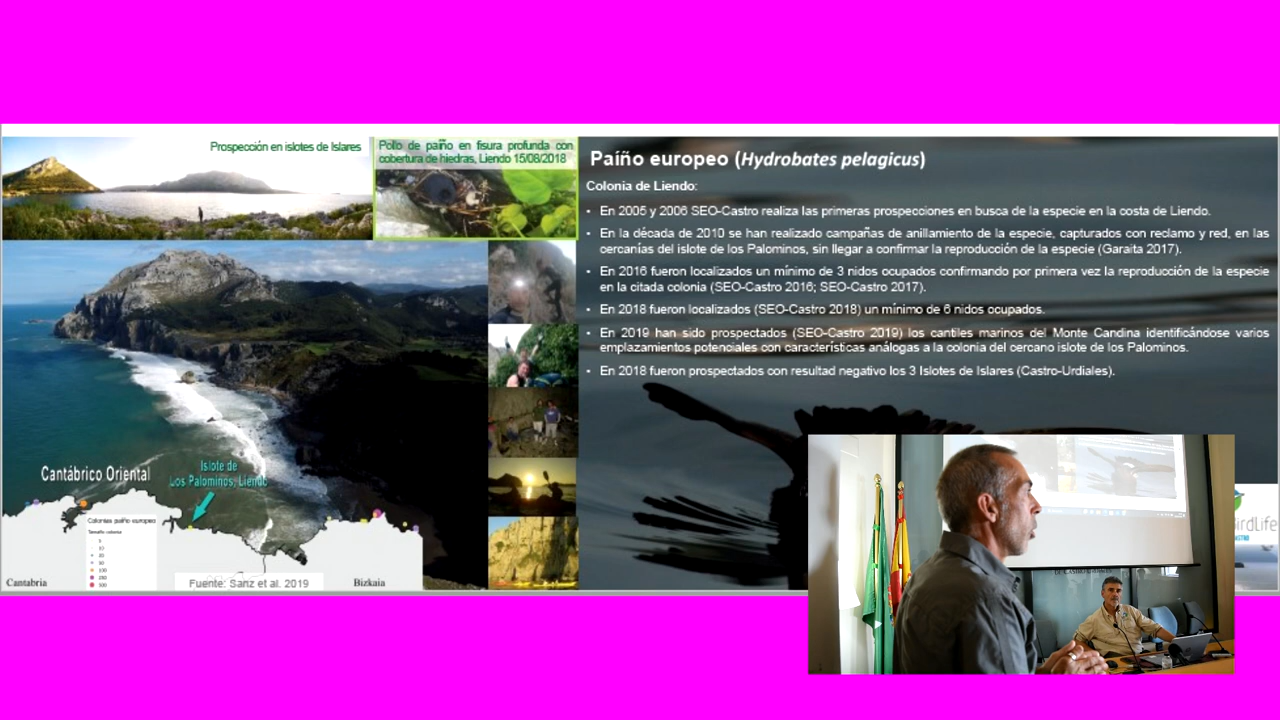 Prospección en islotes de Islares
Pollo de paíño en fisura profunda con
cobertura de hiedras, Liendo 15/08/2018
Cantábrico Oriental
Islote de
Los Palominos, Liendo
Colonias paíño europeo
Tamaño colonia
Cantabria
Fuente: Sanz et al. 2019
Bizkaia
Paíño europeo (Hydrobates pelagicus)
Colonia de Liendo:
• En 2005 y 2006 SEO-Castro realiza las primeras prospecciones en busca de la especie en la costa de Liendo.
• En la década de 2010 se han realizado campañas de anillamiento de la especie, capturados con reclamo y red, en las
cercanías del islote de los Palominos, sin llegar a confirmar la reproducción de la especie (Garaita 2017).
• En 2016 fueron localizados un mínimo de 3 nidos ocupados confirmando por primera vez la reproducción de la especie
en la citada colonia (SEO-Castro 2016; SEO-Castro 2017).
• En 2018 fueron localizados (SEO-Castro 2018) un mínimo de 6 nidos ocupados.
• En 2019 han sido prospectados (SEO-Castro 2019) los cantiles marinos del Monte Candina identificándose varios
emplazamientos potenciales con características análogas a la colonia del cercano islote de los Palominos.
• En 2018 fueron prospectados con resultad negativo los 3 Islotes de Islares (Castro-Urdiales).
irdLife